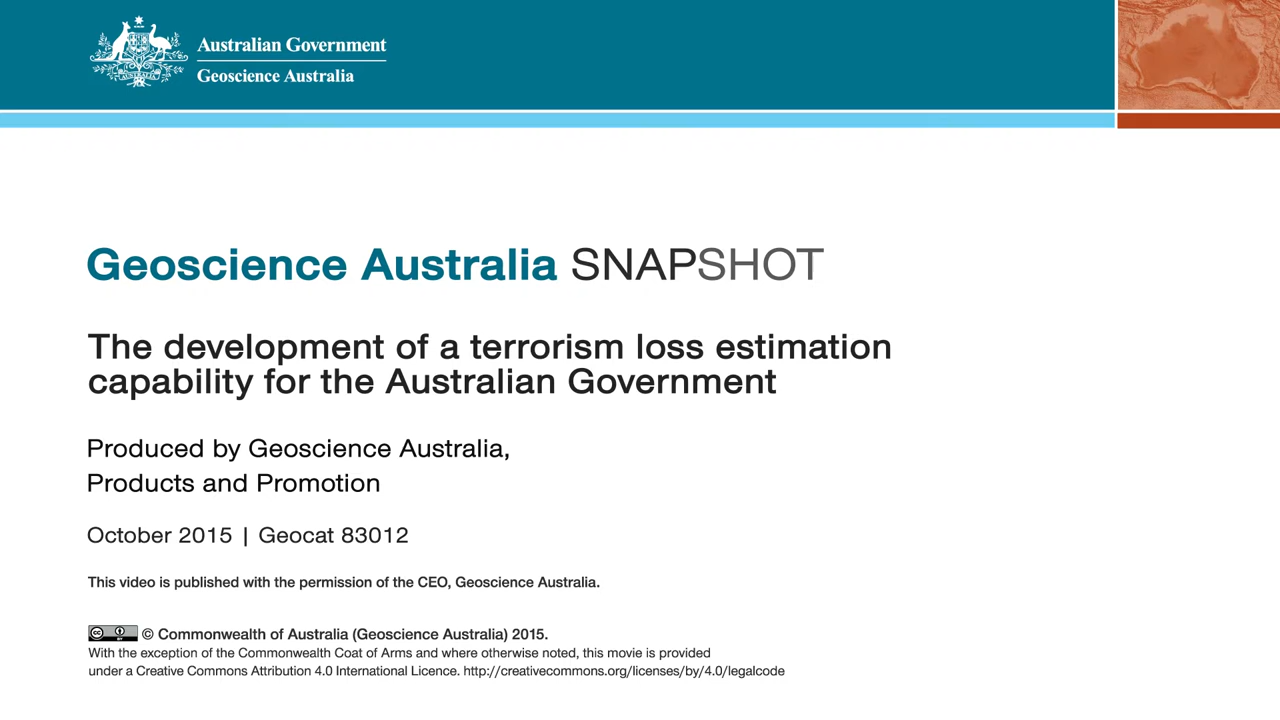 Australian Government
Geoscience Australia
Geoscience Australia SNAPSHOT
The development of a terrorism loss estimation
capability for the Australian Government
Produced by Geoscience Australia,
Products and Promotion
October 2015 | Geocat 83012
This video is published with the permission of the CEO, Geoscience Australia.
© Commonwealth of Australia (Geoscience Australia) 2015.
With the exception of the Commonwealth Coat of Arms and where otherwise noted, this movie is provided
under a Creative Commons Attribution 4.0 International Licence. http://creativecommons.org/licenses/by/4.0/legalcode